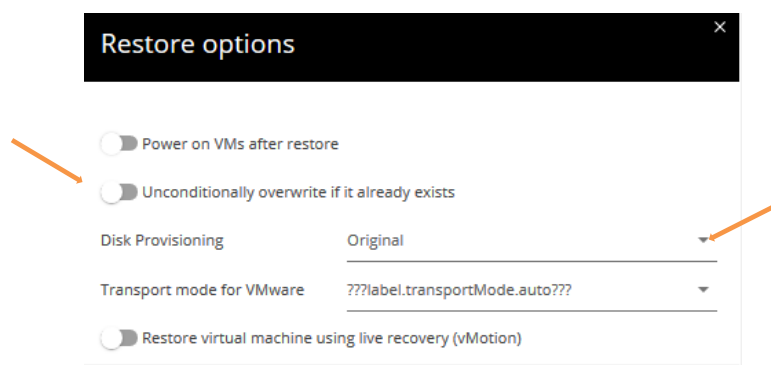 Restore options
Power on VMs after restore
Unconditionally overwrite if it already exists
Disk Provisioning Original
Transport mode for VMware ???label.transportMode.auto???
Restore virtual machine using live recovery (vMotion)